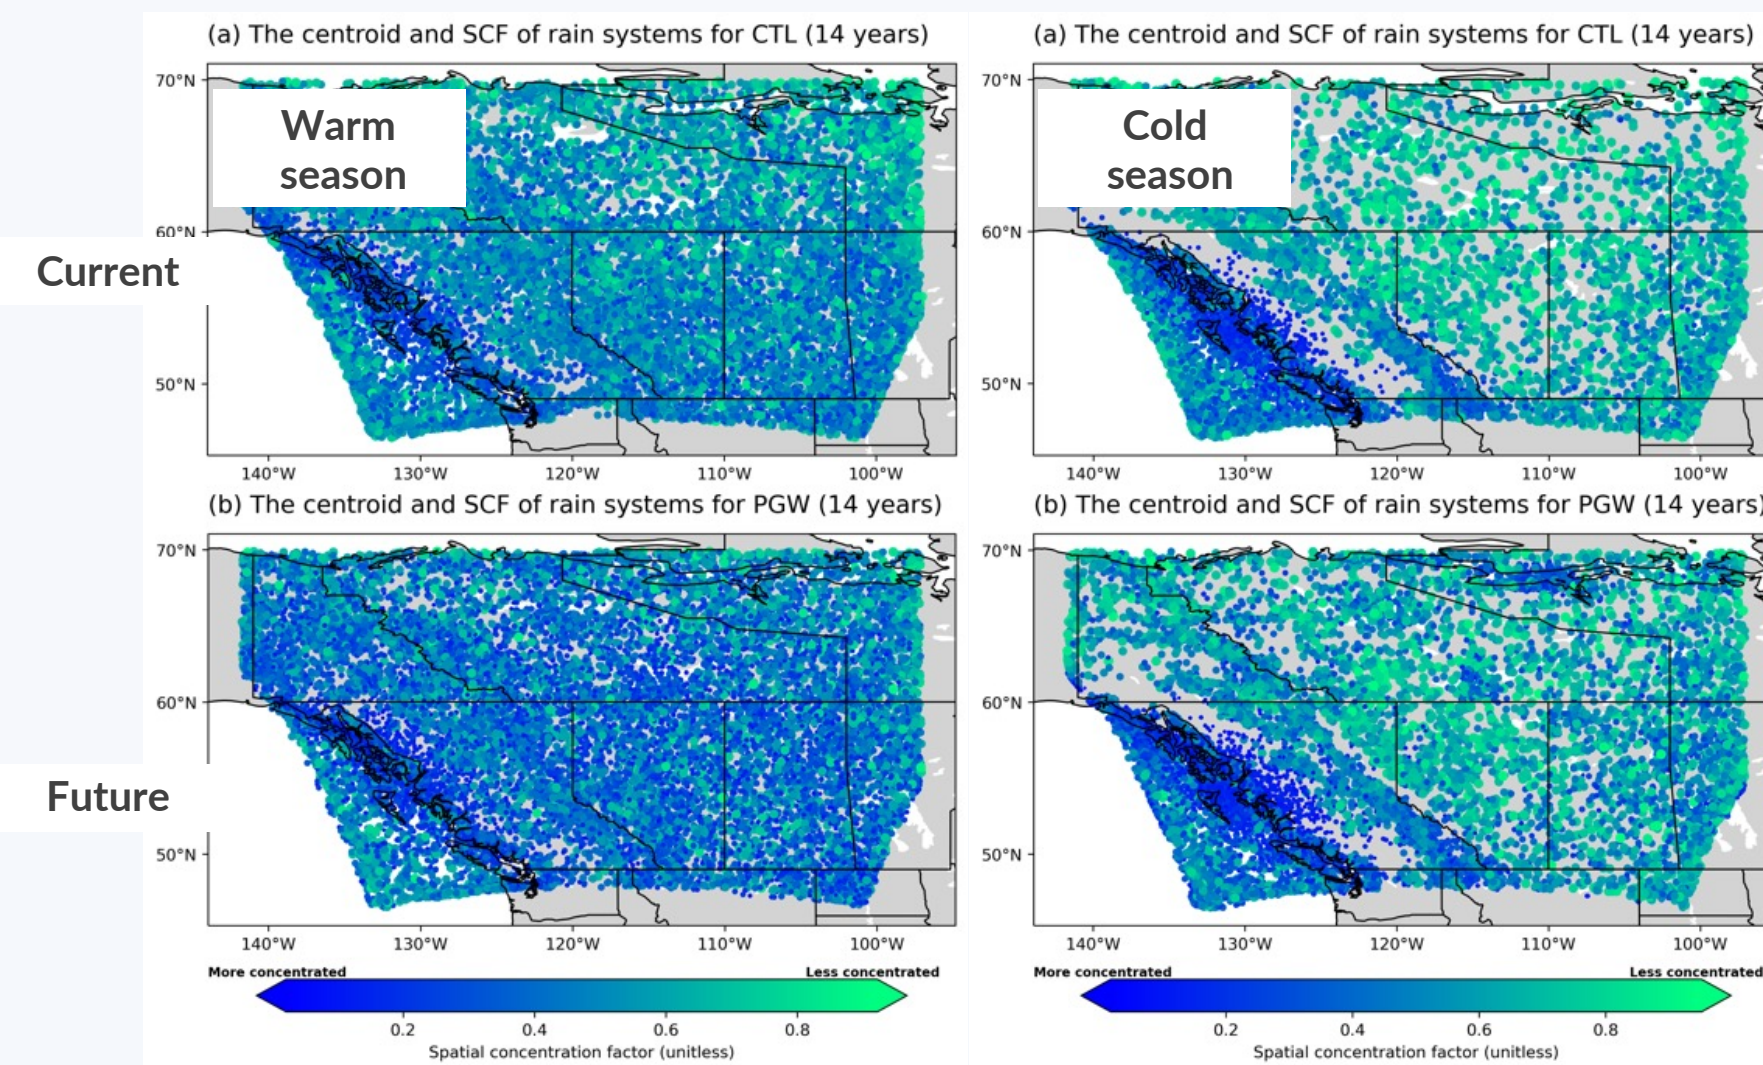 (a) The centroid and SCF of rain systems for CTL (14 years)
(a) The centroid and SCF of rain systems for CTL (14 years)
70°N
70°N
Warm
season
Cold
season
60°N
60°N
Current
50°N
50°N
140°W 130°W 120°W 110°W 100°W
140°W 130°W 120°W 110°W 100°W
(b) The centroid and SCF of rain systems for PGW (14 years)
(b) The centroid and SCF of rain systems for PGW (14 years)
70°N
70°N
60°N
60°N
Future
50°N
50°N
140°W 130°W 120°W 110°W 100°W
140°W 130°W 120°W 110°W 100°W
More concentrated Less concentrated
More concentrated Less concentrated
0.2 0.4 0.6 0.8
0.2 0.4 0.6 0.8
Spatial concentration factor (unitless)
Spatial concentration factor (unitless)